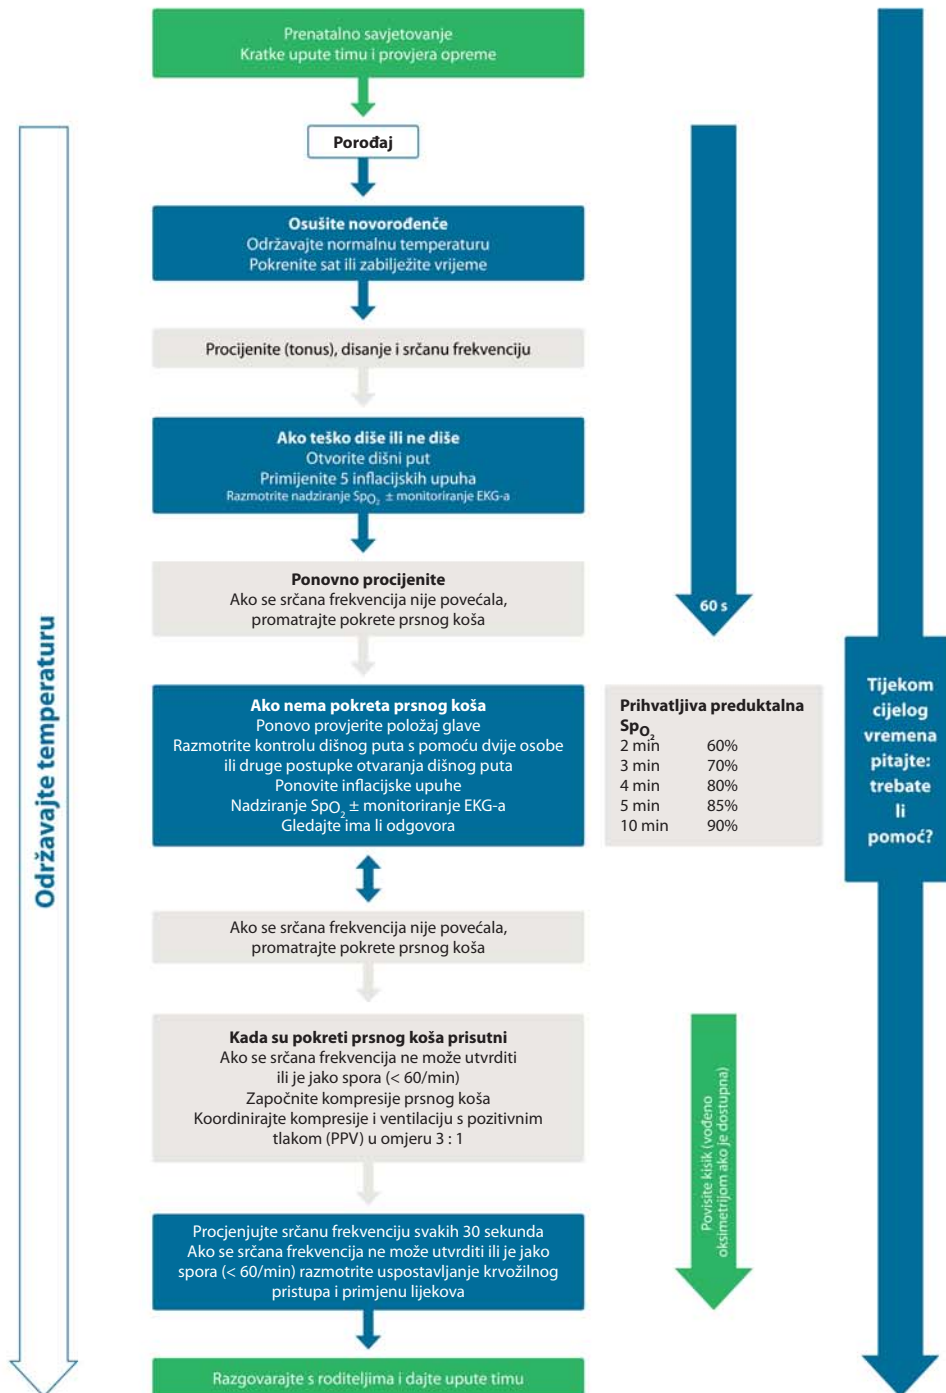 Prenatalno savjetovanje
Kratke upute timu i provjera opreme
Porođaj
Osušite novorođenče
Održavajte normalnu temperaturu
Pokrenite sat ili zabilježite vrijeme
Procijenite (tonus), disanje i srčanu frekvenciju
Ako teško diše ili ne diše
Otvorite dišni put
Primijenite 5 inflacijskih upuha
Razmotrite nadziranje SpO₂ ± monitoriranje EKG-a
Ponovno procijenite
Ako se srčana frekvencija nije povećala,
promatrajte pokrete prsnog koša
60 s
Ako nema pokreta prsnog koša
Ponovo provjerite položaj glave
Razmotrite kontrolu dišnog puta s pomoću dvije osobe
ili druge postupke otvaranja dišnog puta
Ponovite inflacijske upuhe
Nadziranje SpO₂ ± monitoriranje EKG-a
Gledajte ima li odgovora
Prihvatljiva preduktalna
SpO₂
2 min 60%
3 min 70%
4 min 80%
5 min 85%
10 min 90%
Tijekom
cijelog
vremena
pitajte:
trebate
li
pomoć?
Održavajte temperaturu
Ako se srčana frekvencija nije povećala,
promatrajte pokrete prsnog koša
Kada su pokreti prsnog koša prisutni
Ako se srčana frekvencija ne može utvrditi
ili je jako spora (< 60/min)
Započnite kompresije prsnog koša
Koordinirajte kompresije i ventilaciju s pozitivnim
tlakom (PPV) u omjeru 3 : 1
Povisite kisik (vođeno
oksimetrijom ako je dostupna)
Procjenjujte srčanu frekvenciju svakih 30 sekunda
Ako se srčana frekvencija ne može utvrditi ili je jako
spora (< 60/min) razmotrite uspostavljanje krvožilnog
pristupa i primjenu lijekova
Razgovarajte s roditeljima i dajte upute timu